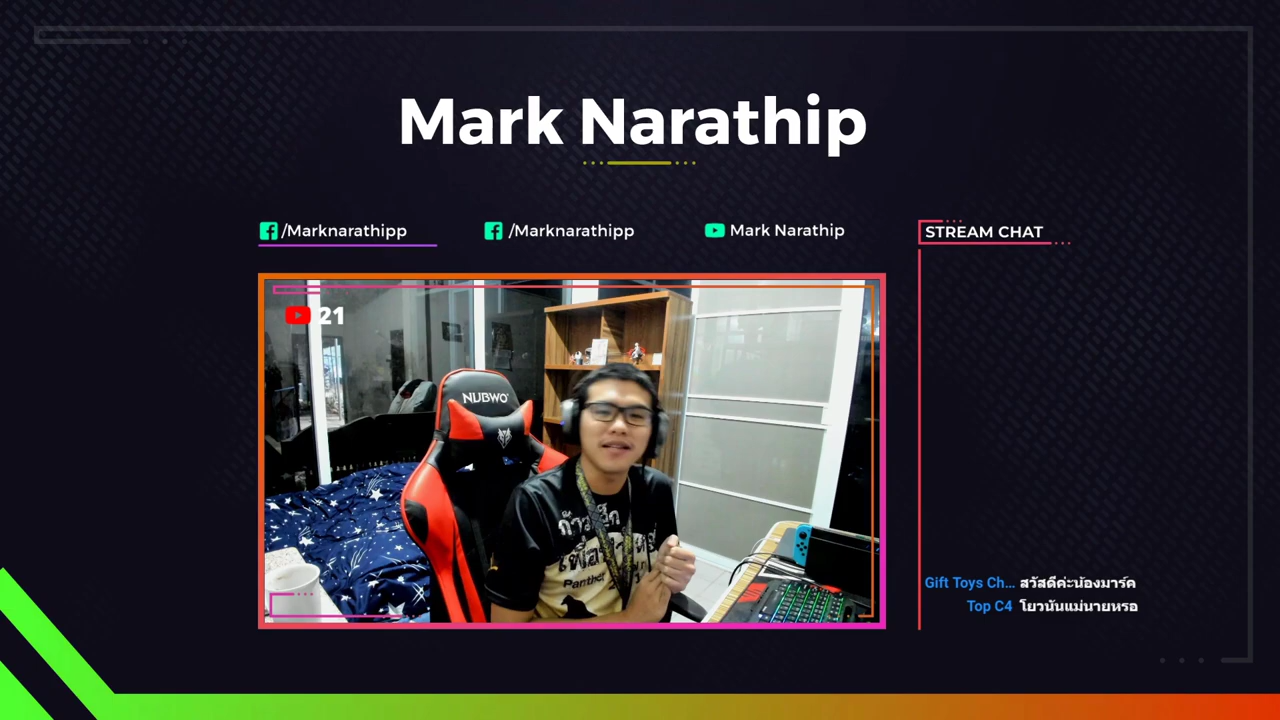 Mark Narathip
/Marknarathipp
/Marknarathipp
Mark Narathip
STREAM CHAT
21
NUBWO
Panther
Gift Toys Ch... สวัสดีค่ะน้องมาร์ค
Top C4 โยวนั่นแม่นายหรอ